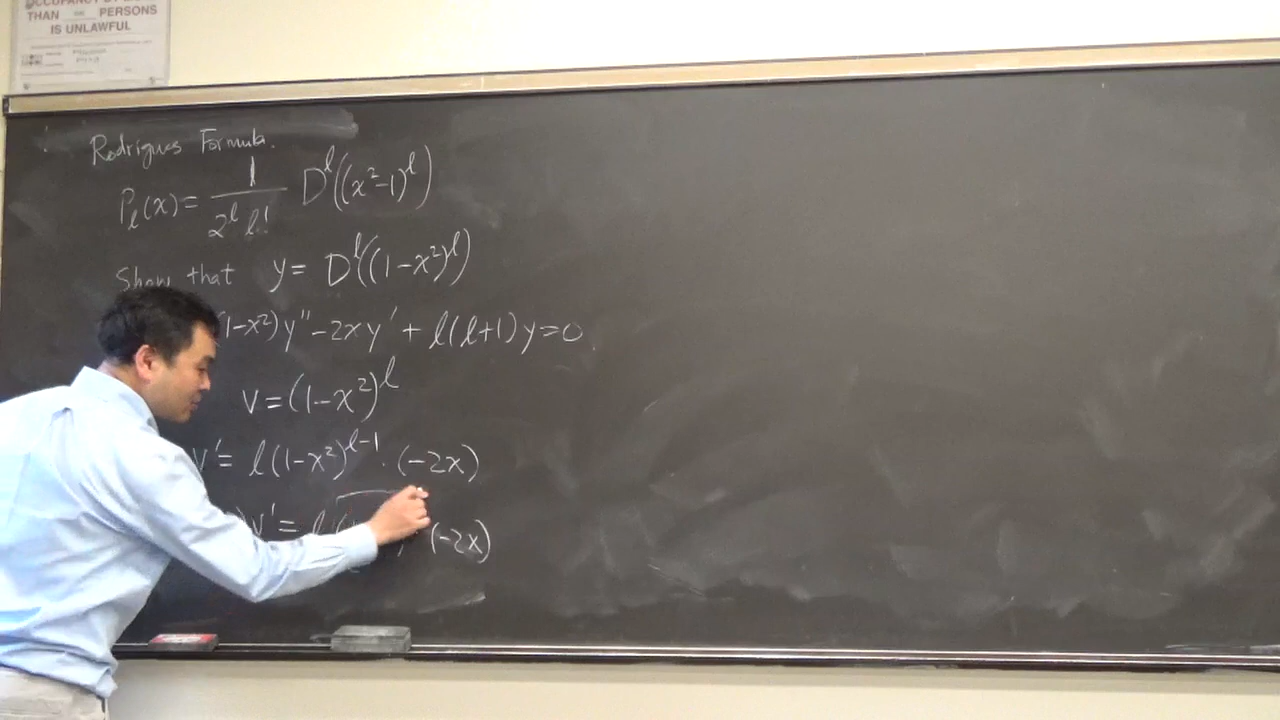 OCCUPANCY BY MORE
THAN PERSONS
IS UNLAWFUL
Rodrigues Formula.
P_l(x) = 1/(2^l l!) D^l((x²-1)^l)
Show that y = D^l((1-x²)^l)
(1-x²)y'' - 2xy' + l(l+1)y = 0.
v = (1-x²)^l
v' = l(1-x²)^(l-1) · (-2x)
)v' = l (-2x)